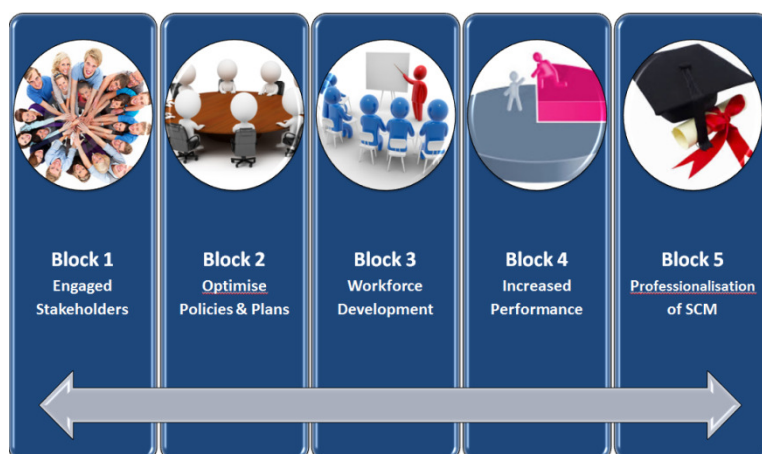 Block 1
Engaged
Stakeholders
Block 2
Optimise
Policies & Plans
Block 3
Workforce
Development
Block 4
Increased
Performance
Block 5
Professionalisation
of SCM